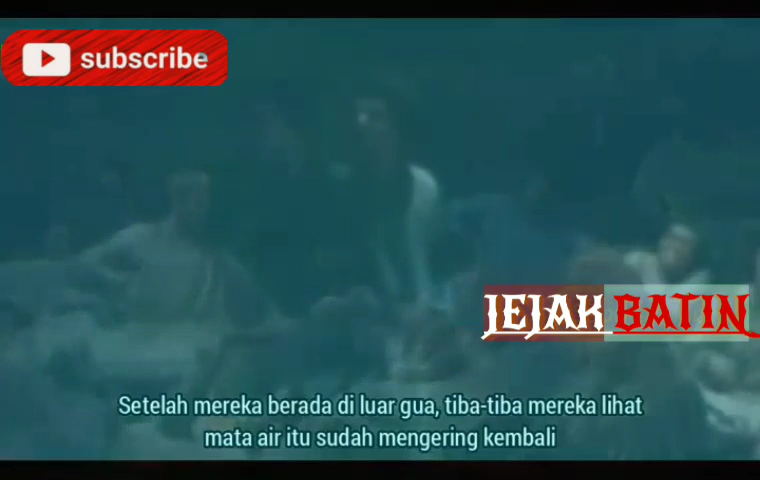 subscribe
JEJAK BATIN
Setelah mereka berada di luar gua, tiba-tiba mereka lihat
mata air itu sudah mengering kembali